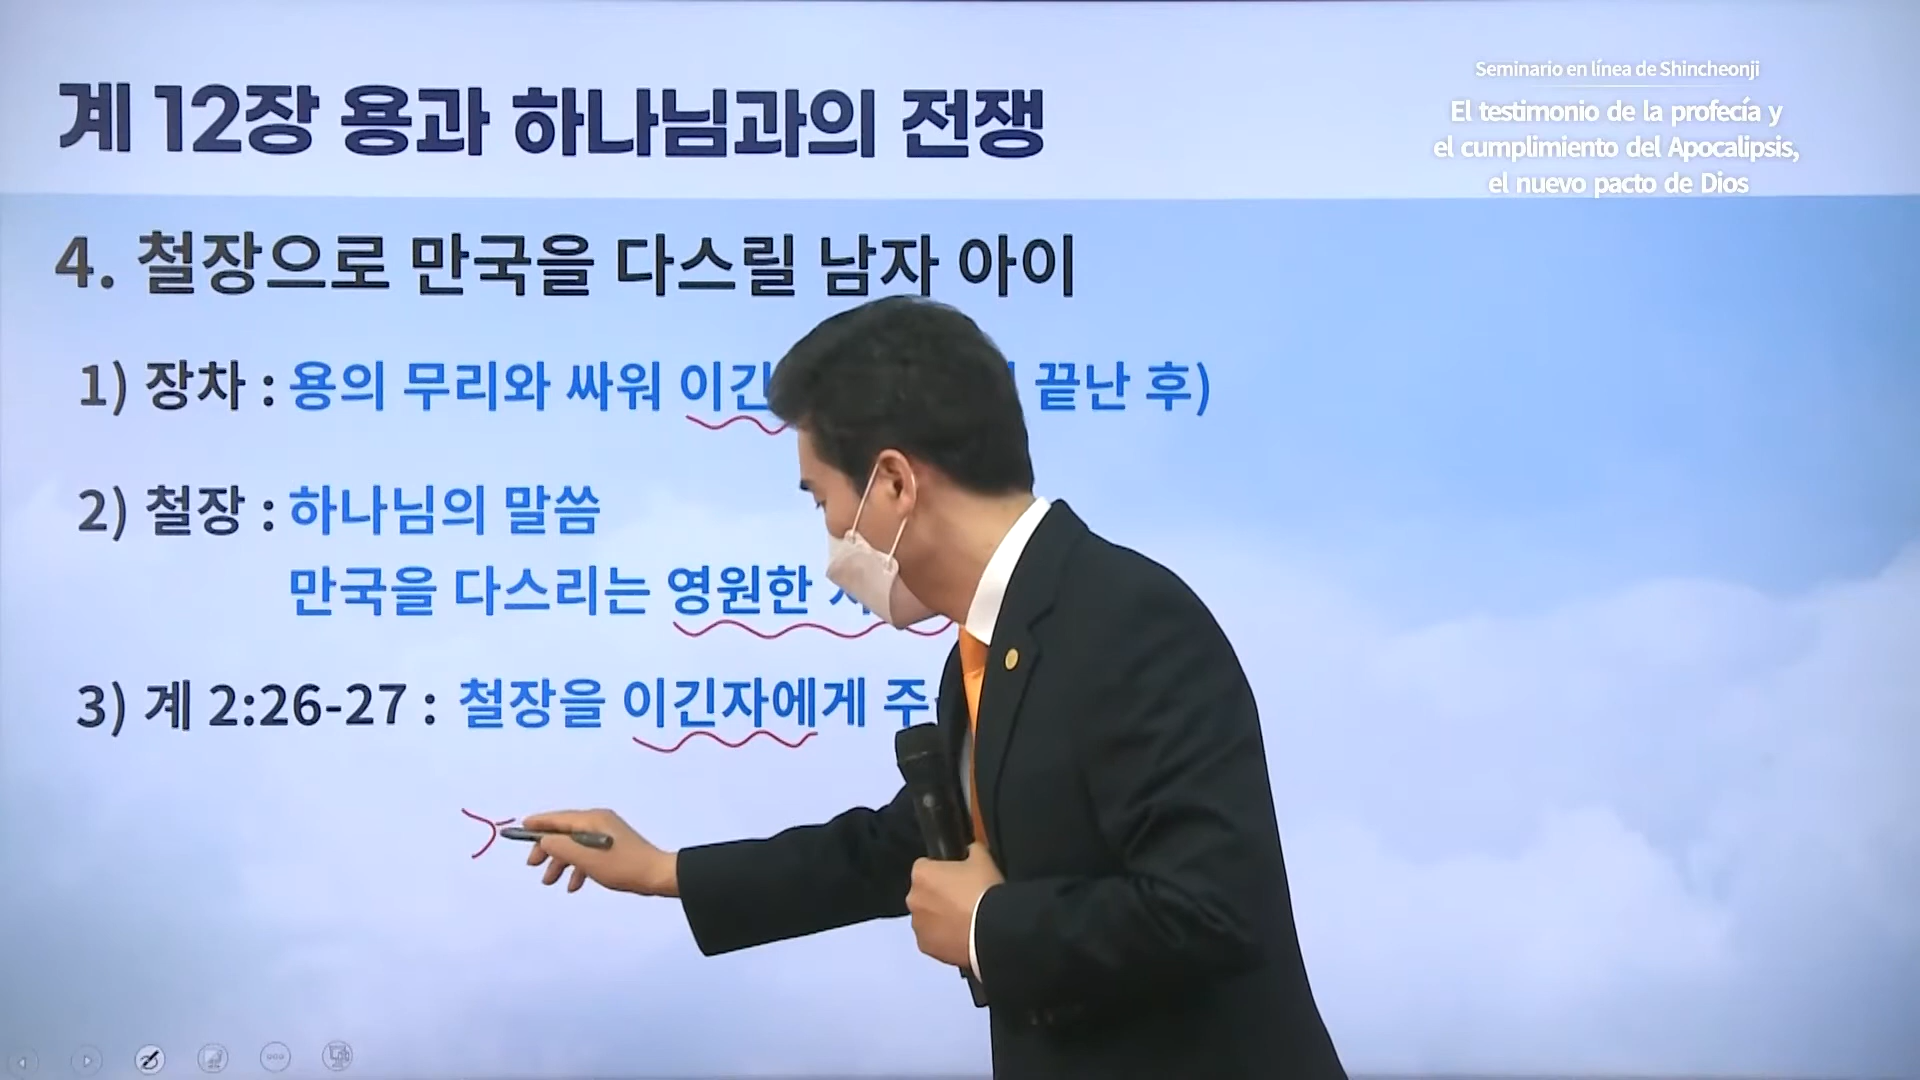 계 12장 용과 하나님과의 전쟁
Seminario en línea de Shincheonji
El testimonio de la profecía y
el cumplimiento del Apocalipsis,
el nuevo pacto de Dios
4. 철장으로 만국을 다스릴 남자 아이
1) 장차 : 용의 무리와 싸워 이긴 끝난 후)
2) 철장 : 하나님의 말씀
만국을 다스리는 영원한
3) 계 2:26-27 : 철장을 이긴자에게